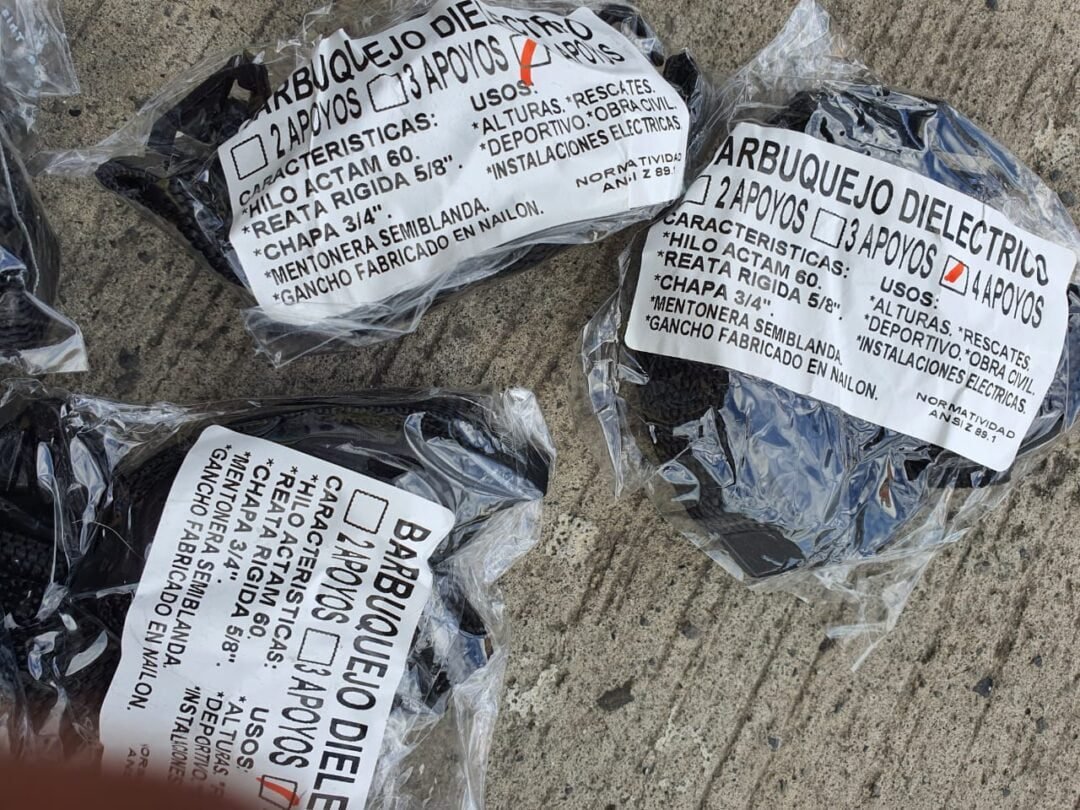 ARBUQUEJO DIELECTRICO
2 APOYOS 3 APOYOS APOYOS
CARACTERISTICAS:
*HILO ACTAM 60.
*REATA RIGIDA 5/8".
*CHAPA 3/4".
*MENTONERA SEMIBLANDA.
*GANCHO FABRICADO EN NAILON.
USOS:
*ALTURAS. *RESCATES.
*DEPORTIVO.*OBRA CIVIL.
*INSTALACIONES ELECTRICAS
NORMATIVIDAD
ANSI Z 89.1
ARBUQUEJO DIELECTRICO
2 APOYOS 3 APOYOS 4 APOYOS
CARACTERISTICAS:
*HILO ACTAM 60.
*REATA RIGIDA 5/8".
*CHAPA 3/4".
*MENTONERA SEMIBLANDA
*GANCHO FABRICADO EN NAILON.
USOS:
*ALTURAS. *RESCATES.
*DEPORTIVO.*OBRA CIVIL.
*INSTALACIONES ELECTRICAS.
NORMATIVIDAD
ANSI Z 89.1
BARBUQUEJO DIELE
2 APOYOS 3 APOYOS
CARACTERISTICAS:
*HILO ACTAM 60.
*REATA RIGIDA 5/8".
*CHAPA 3/4".
*MENTONERA SEMIBLANDA.
*GANCHO FABRICADO EN NAILON.
USOS:
*ALTURAS.
*DEPORTIVO.
*INSTALACIONES